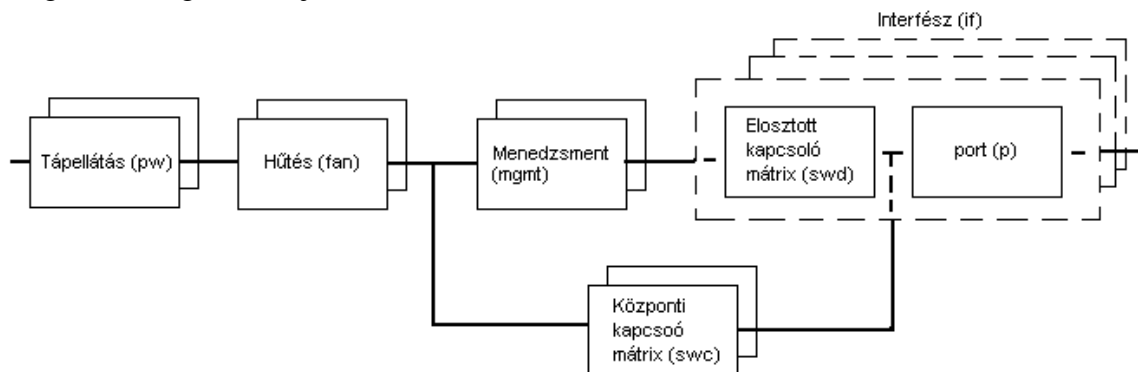 Interfész (if)
Tápellátás (pw)
Hűtés (fan)
Menedzsment
(mgmt)
Elosztott
kapcsoló
mátrix (swd)
port (p)
Központi
kapcsoó
mátrix (swc)